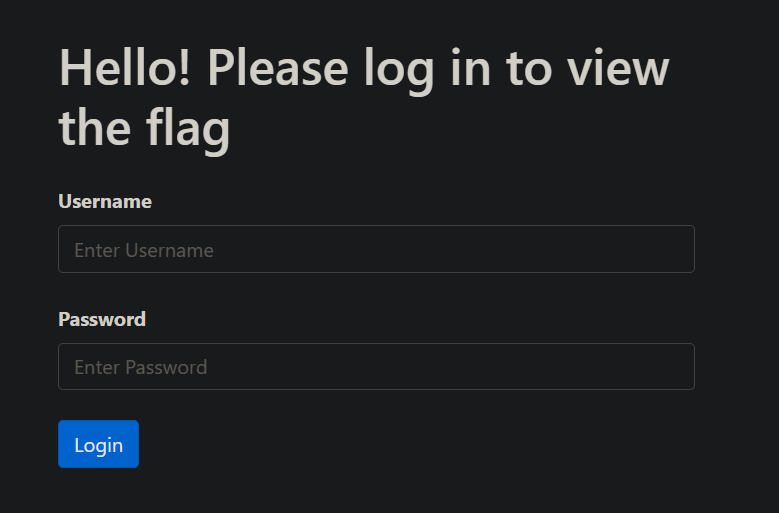 Hello! Please log in to view
the flag
Username
Enter Username
Password
Enter Password
Login